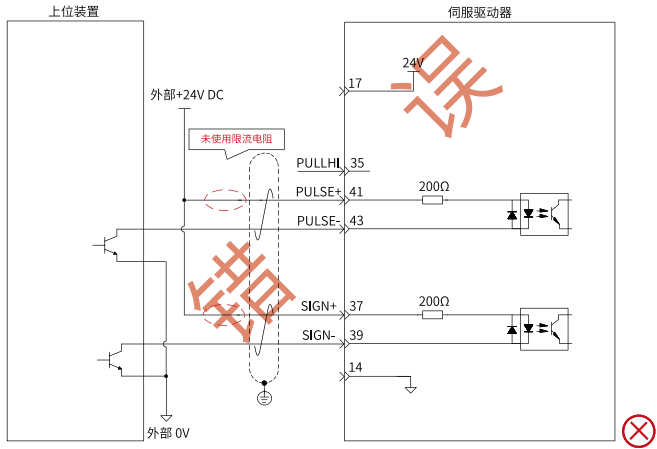 上位装置
伺服驱动器
24V
17
外部+24V DC
未使用限流电阻
PULLHI 35
PULSE+ 41
200Ω
PULSE- 43
SIGN+ 37
200Ω
SIGN- 39
14
外部 0V
错误